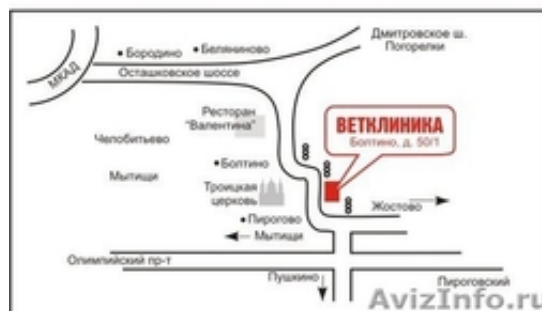 Дмитровское ш.
Погорелки
Беляниново
Бородино
Осташковское шоссе
МКАД
Ресторан
"Валентина"
ВЕТКЛИНИКА
Болтино, д. 50/1
Челобитьево
Болтино
Мытищи
Троицкая
церковь
Жостово
Пирогово
Мытищи
Олимпийский пр-т
Пушкино
Пироговский
AvizInfo.ru